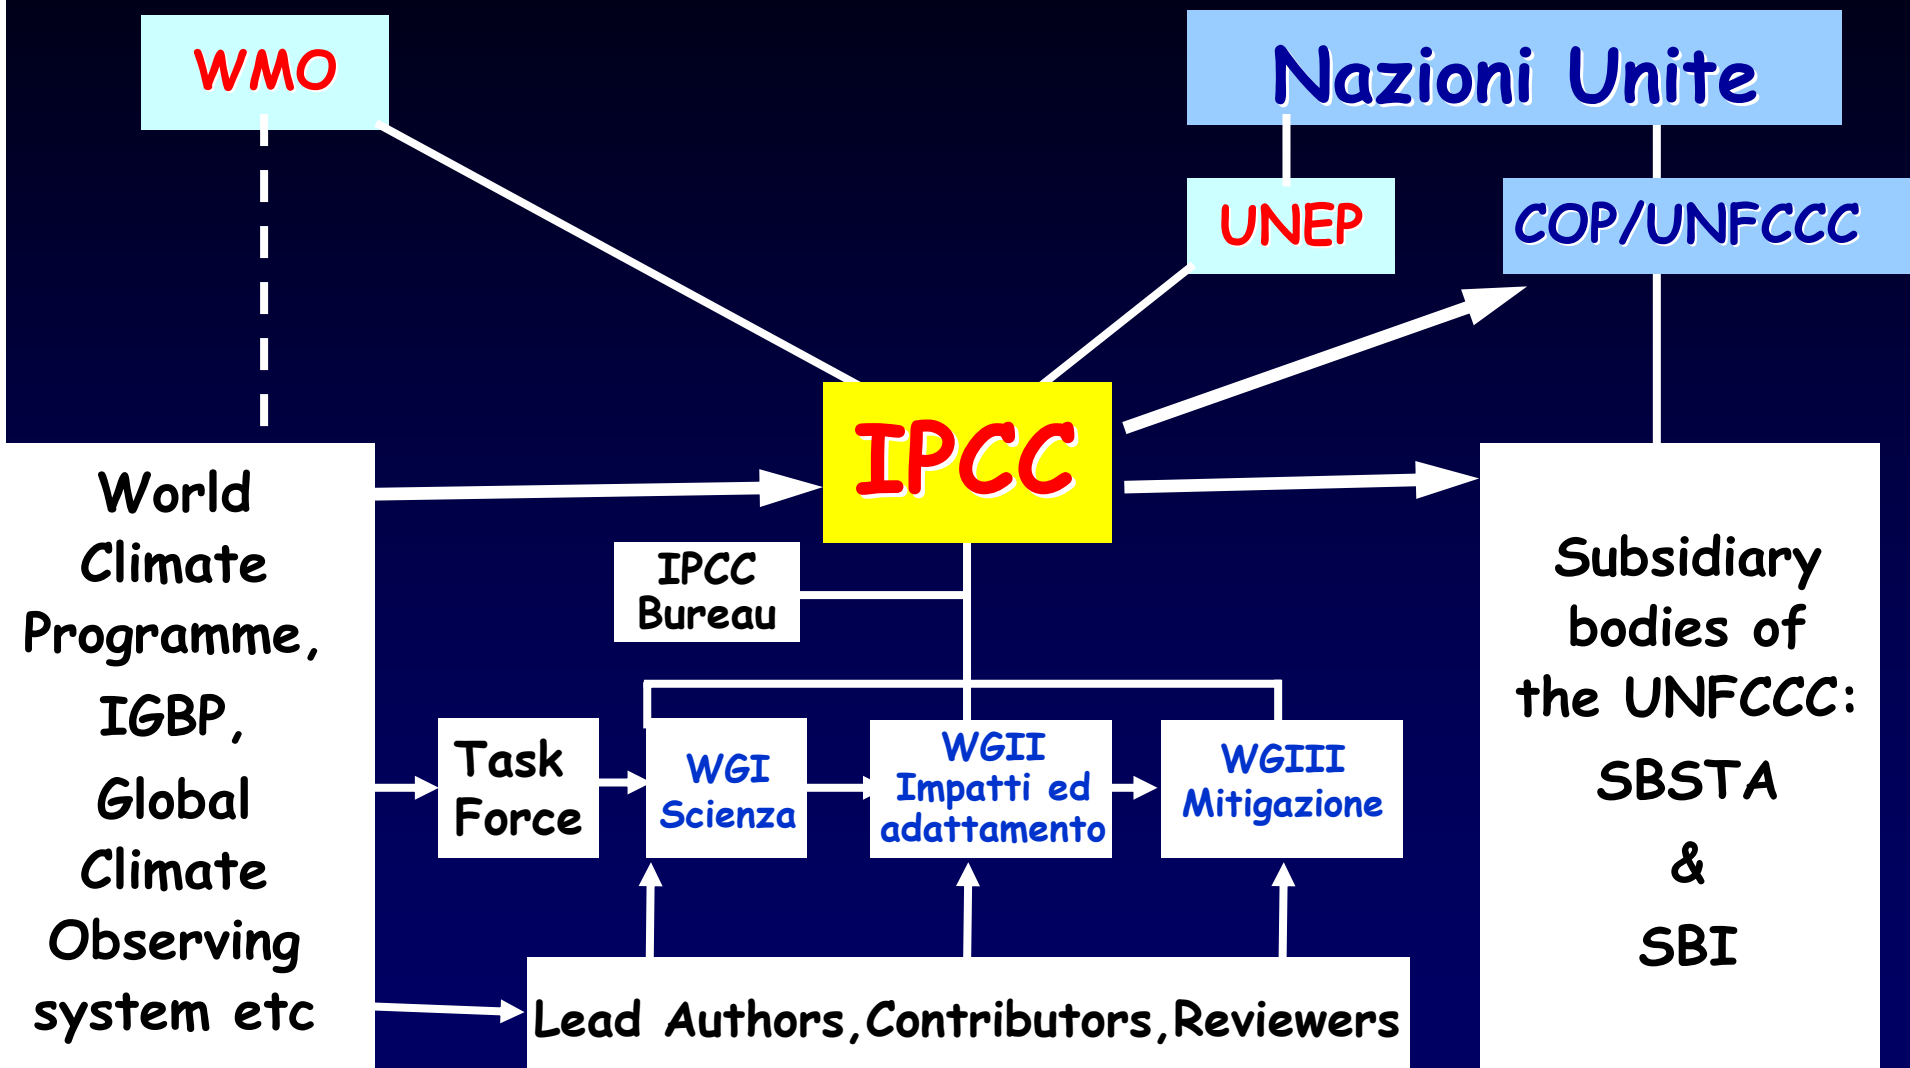 WMO
Nazioni Unite
UNEP
COP/UNFCCC
IPCC
World
Climate
Programme,
IGBP,
Global
Climate
Observing
system etc
IPCC
Bureau
Task
Force
WGI
Scienza
WGII
Impatti ed
adattamento
WGIII
Mitigazione
Lead Authors,Contributors,Reviewers
Subsidiary
bodies of
the UNFCCC:
SBSTA
&
SBI